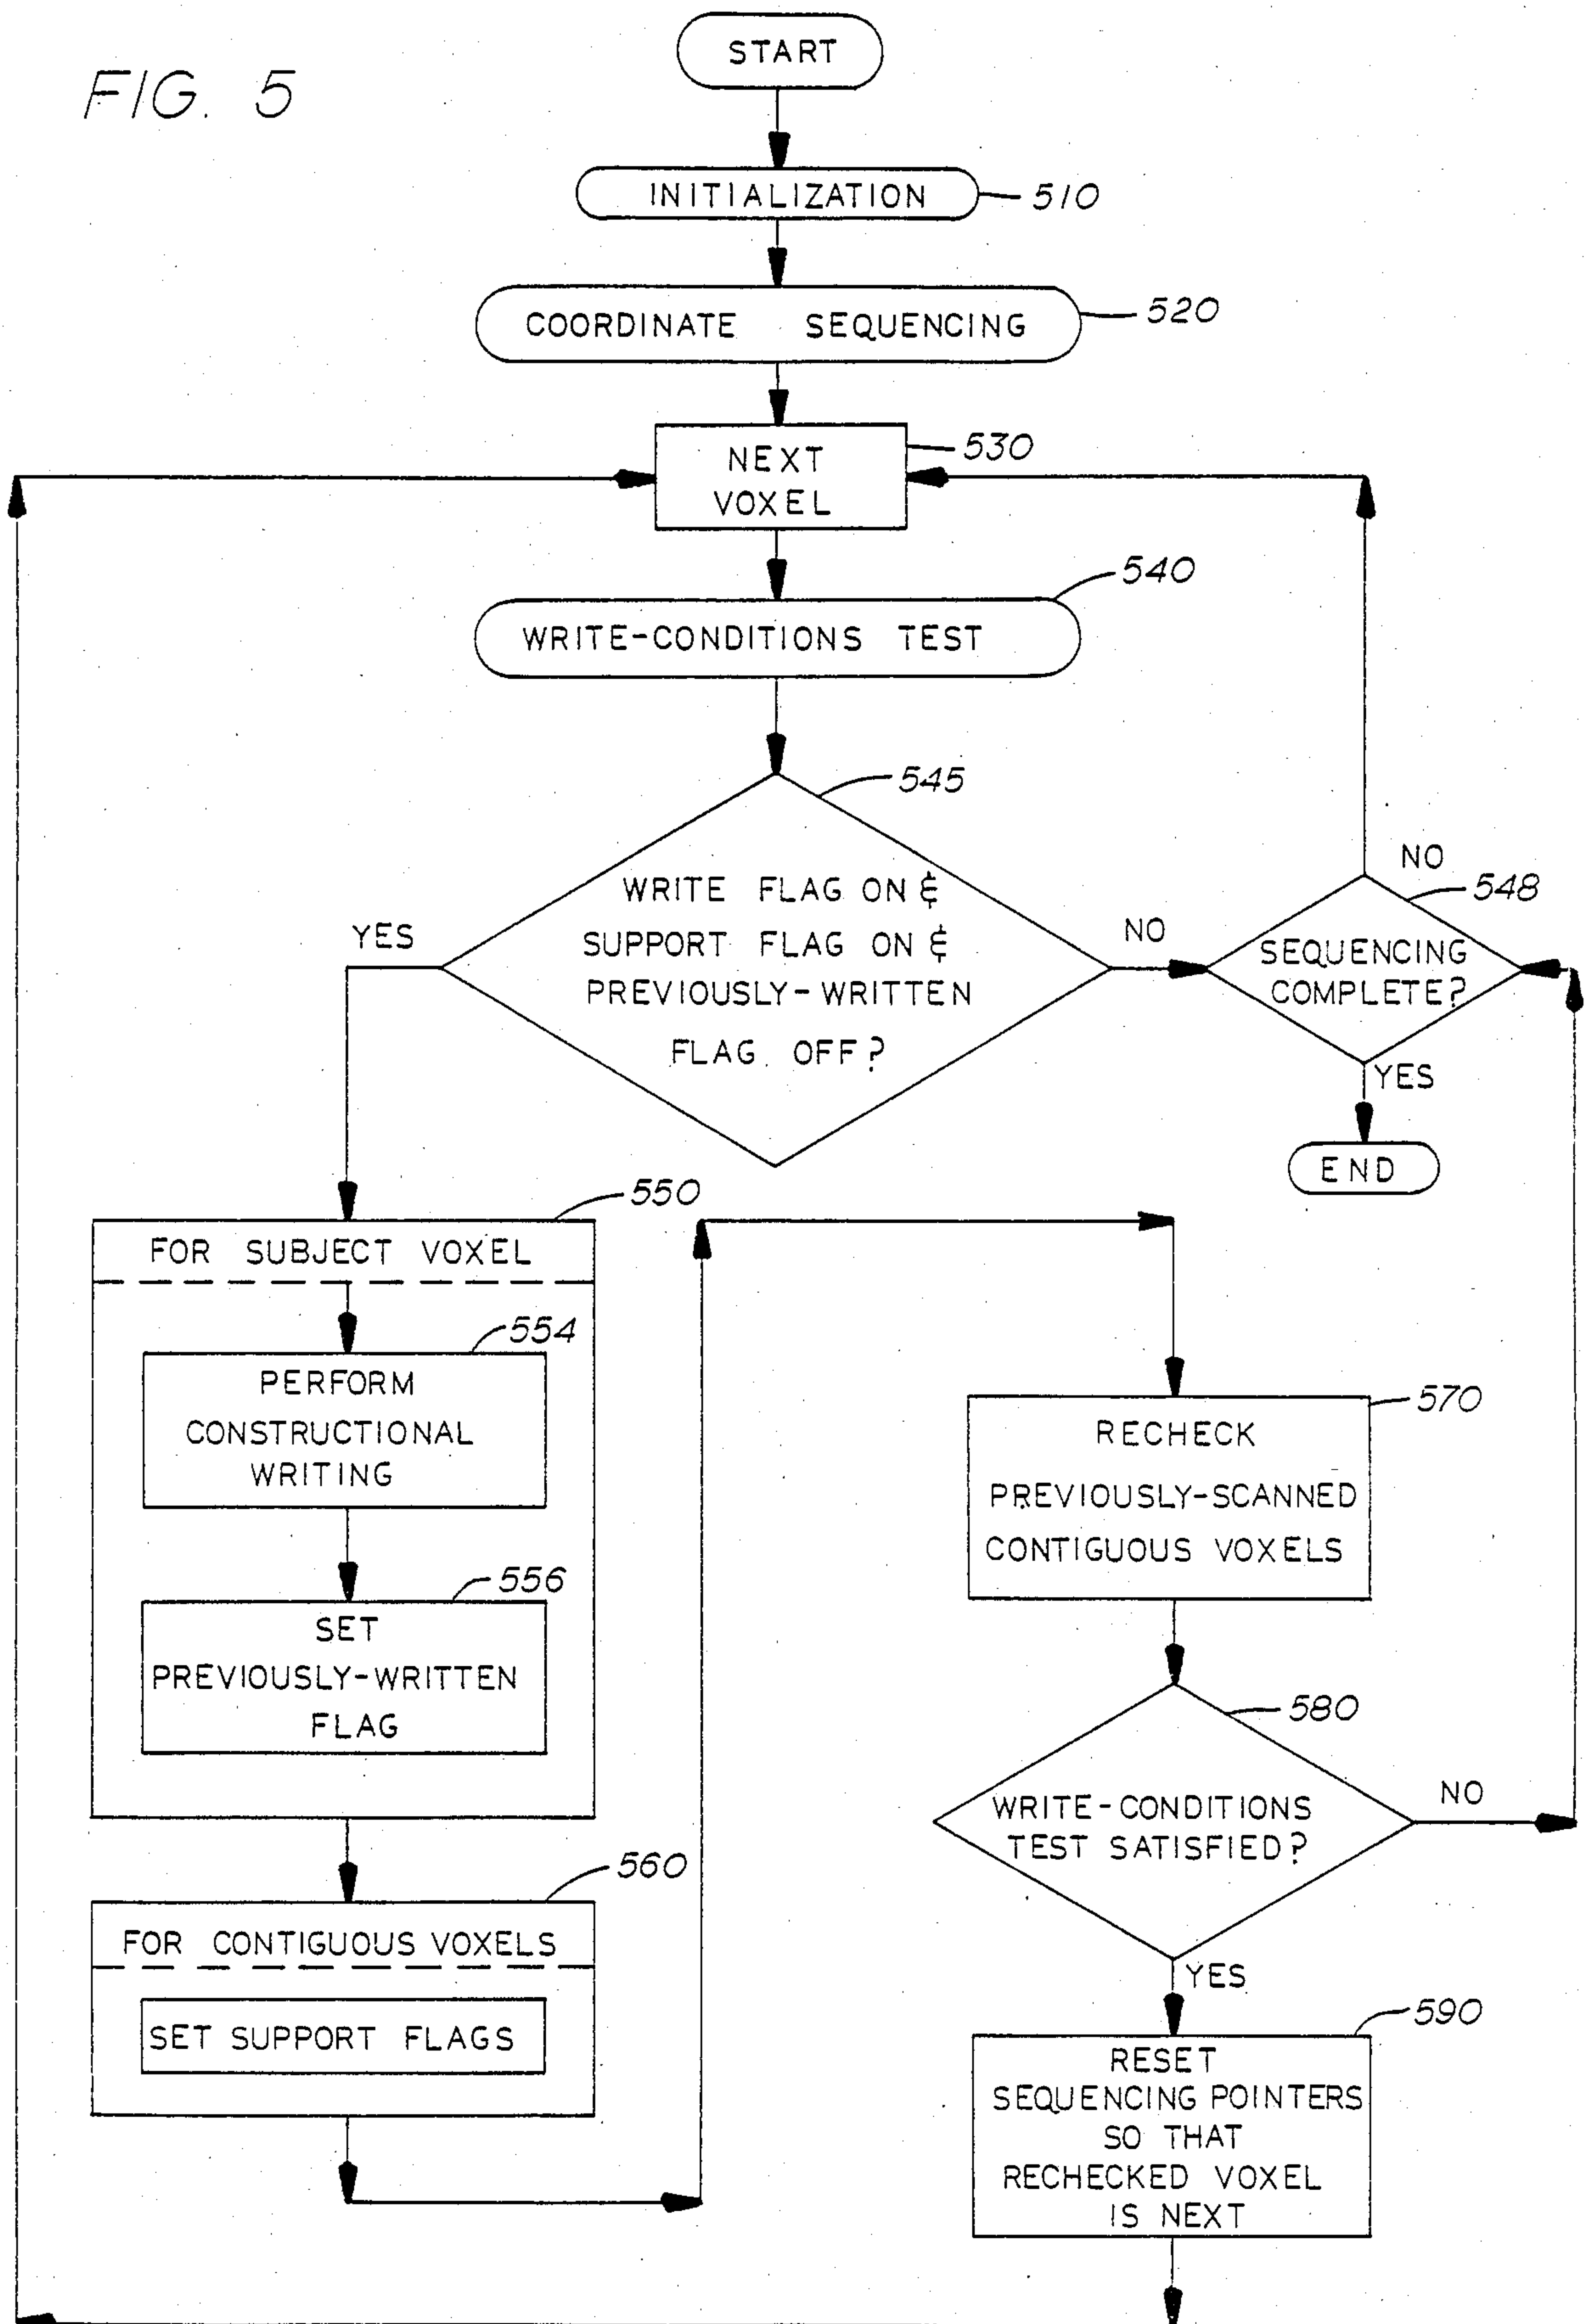 FIG. 5
START
INITIALIZATION
510
COORDINATE SEQUENCING
520
NEXT
VOXEL
530
WRITE-CONDITIONS TEST
540
545
WRITE FLAG ON &
SUPPORT FLAG ON &
PREVIOUSLY-WRITTEN
FLAG OFF?
YES
NO
NO
548
SEQUENCING
COMPLETE?
YES
END
550
FOR SUBJECT VOXEL
554
PERFORM
CONSTRUCTIONAL
WRITING
556
SET
PREVIOUSLY-WRITTEN
FLAG
560
FOR CONTIGUOUS VOXELS
SET SUPPORT FLAGS
570
RECHECK
PREVIOUSLY-SCANNED
CONTIGUOUS VOXELS
580
WRITE-CONDITIONS
TEST SATISFIED?
NO
YES
590
RESET
SEQUENCING POINTERS
SO THAT
RECHECKED VOXEL
IS NEXT